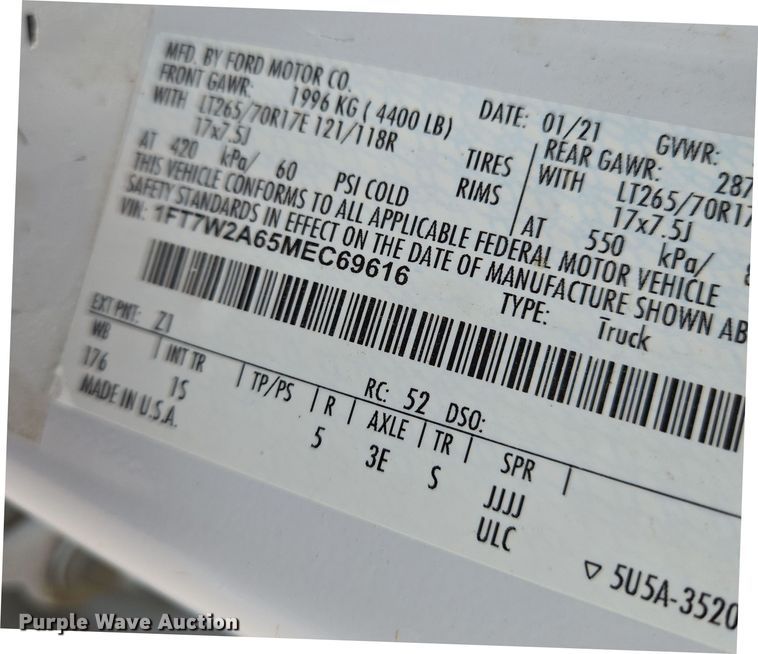 MFD. BY FORD MOTOR CO.
DATE: 01/21 GVWR:
FRONT GAWR: 1996 KG ( 4400 LB)
REAR GAWR: 287
WITH LT265/70R17E 121/118R TIRES
WITH LT265/70R17
17x7.5J RIMS
17x7.5J
AT 420 kPa/ 60 PSI COLD
AT 550 kPa/
THIS VEHICLE CONFORMS TO ALL APPLICABLE FEDERAL MOTOR VEHICLE
SAFETY STANDARDS IN EFFECT ON THE DATE OF MANUFACTURE SHOWN AB
VIN: 1FT7W2A65MEC69616
TYPE: Truck
EXT PNT: Z1
RC: 52 DSO:
WB INT TR TP/PS R AXLE TR SPR
176 15 5 3E S JJJJ
MADE IN U.S.A.
ULC
▽ 5U5A-3520
Purple Wave Auction